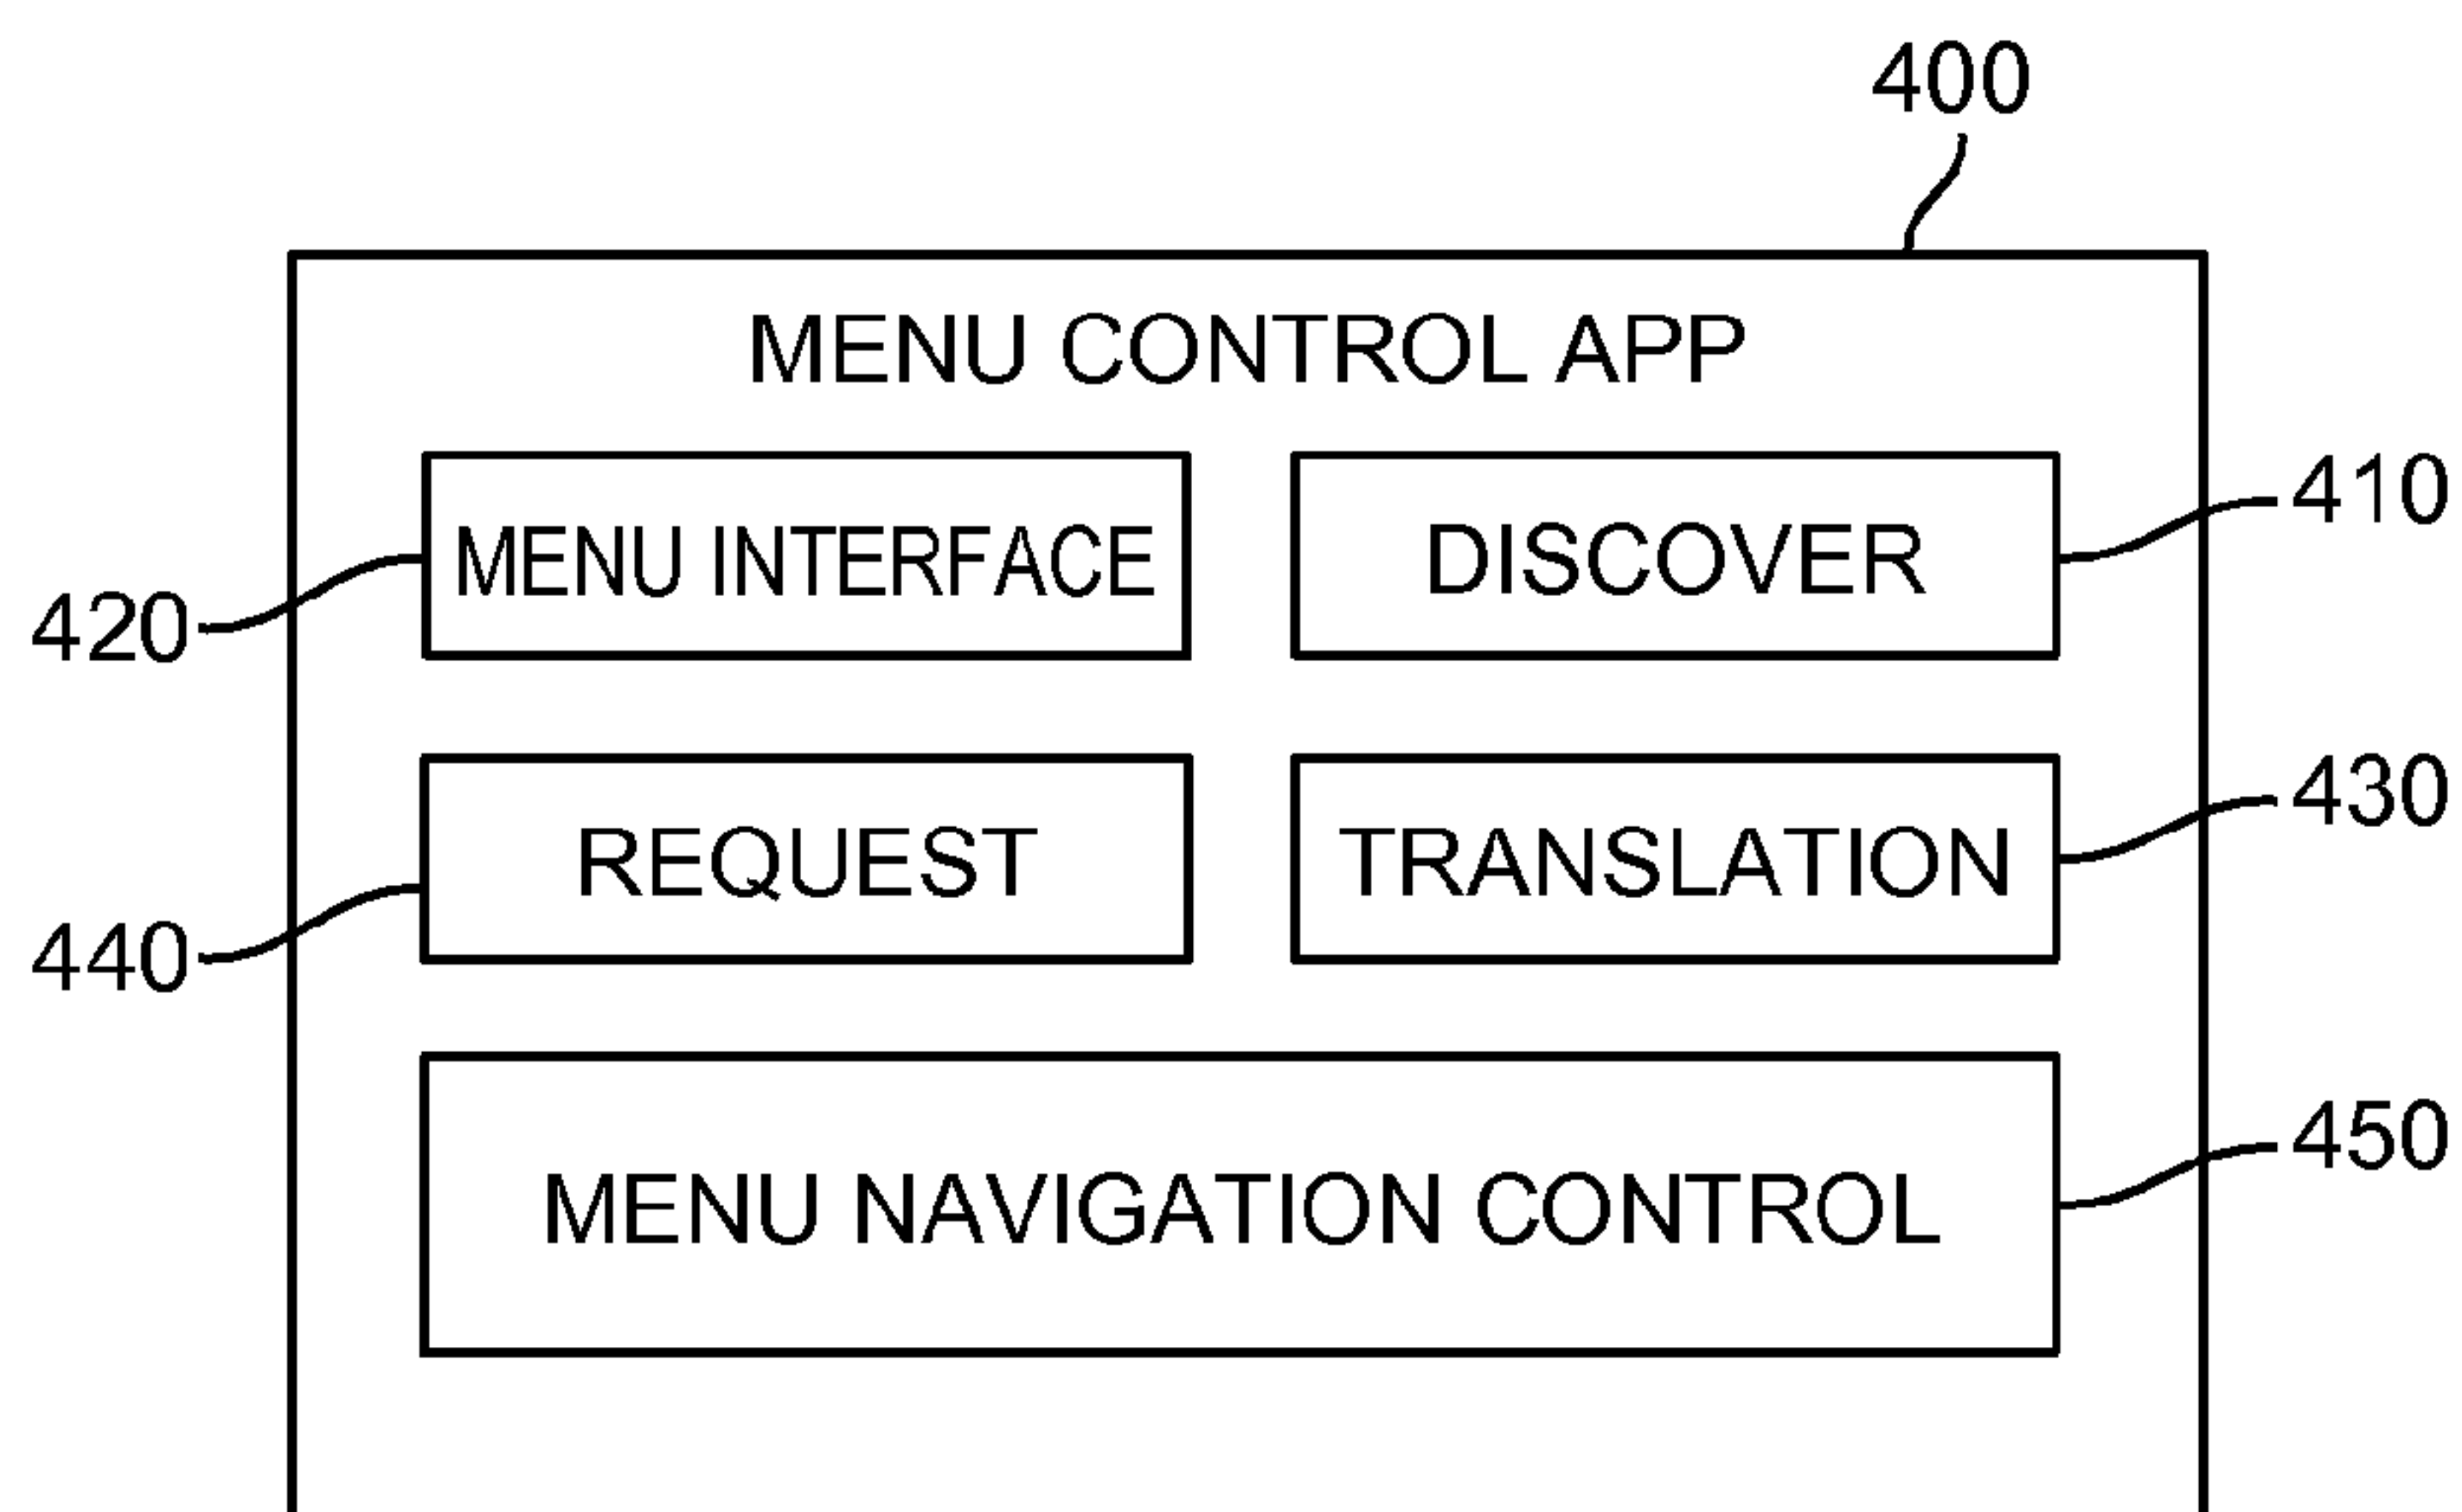 400
MENU CONTROL APP
MENU INTERFACE
DISCOVER
410
420
REQUEST
TRANSLATION
430
440
MENU NAVIGATION CONTROL
450